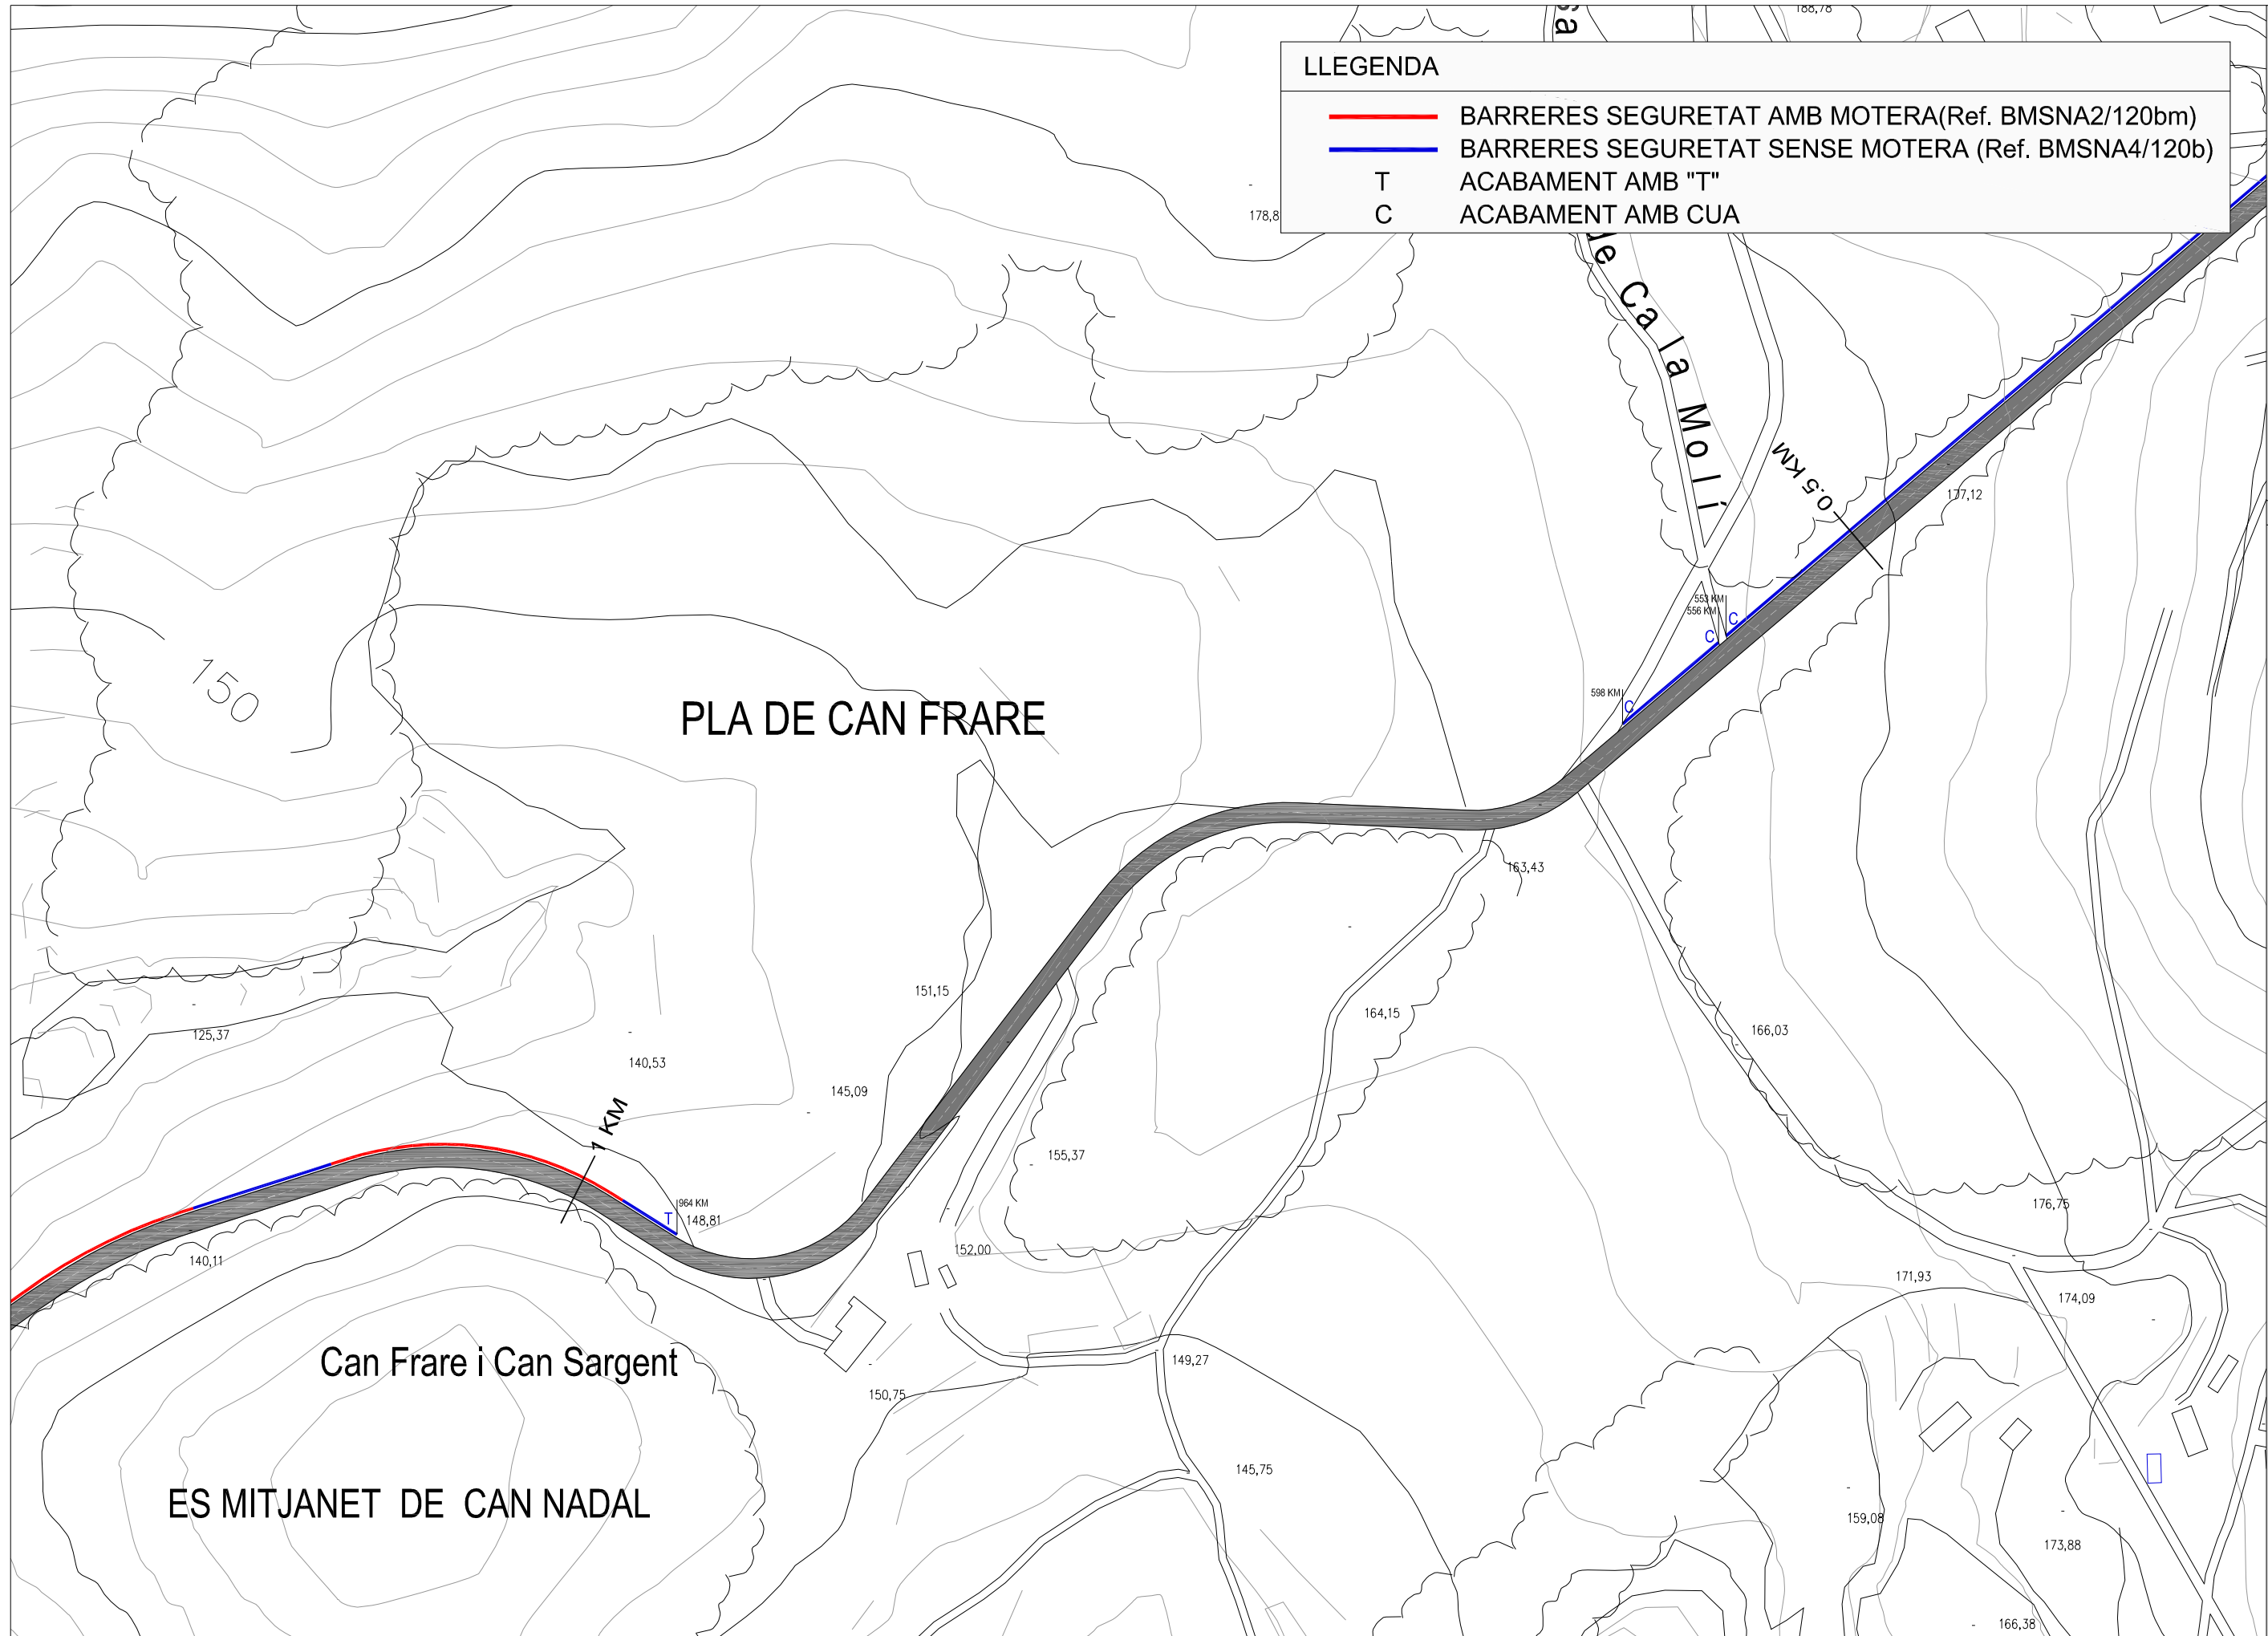 188,78
sa
LLEGENDA
BARRERES SEGURETAT AMB MOTERA(Ref. BMSNA2/120bm)
BARRERES SEGURETAT SENSE MOTERA (Ref. BMSNA4/120b)
T ACABAMENT AMB "T"
C ACABAMENT AMB CUA
178,8
de Cala Molí
0.5 KM
177,12
553 KM
556 KM
C
C
598 KM
C
150
PLA DE CAN FRARE
163,43
151,15
164,15
125,37
166,03
140,53
145,09
1 KM
155,37
964 KM
T
148,81
176,75
140,11
152,00
171,93
174,09
Can Frare i Can Sargent
149,27
150,75
145,75
ES MITJANET DE CAN NADAL
159,08
173,88
166,38